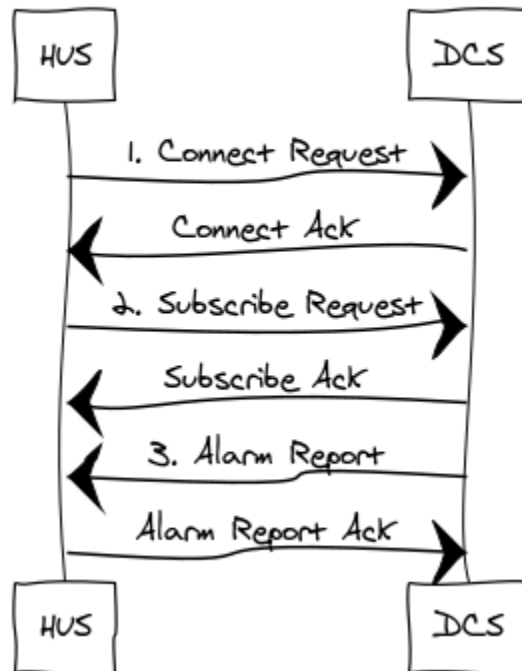 HUS
DCS
1. Connect Request
Connect Ack
2. Subscribe Request
Subscribe Ack
3. Alarm Report
Alarm Report Ack
HUS
DCS